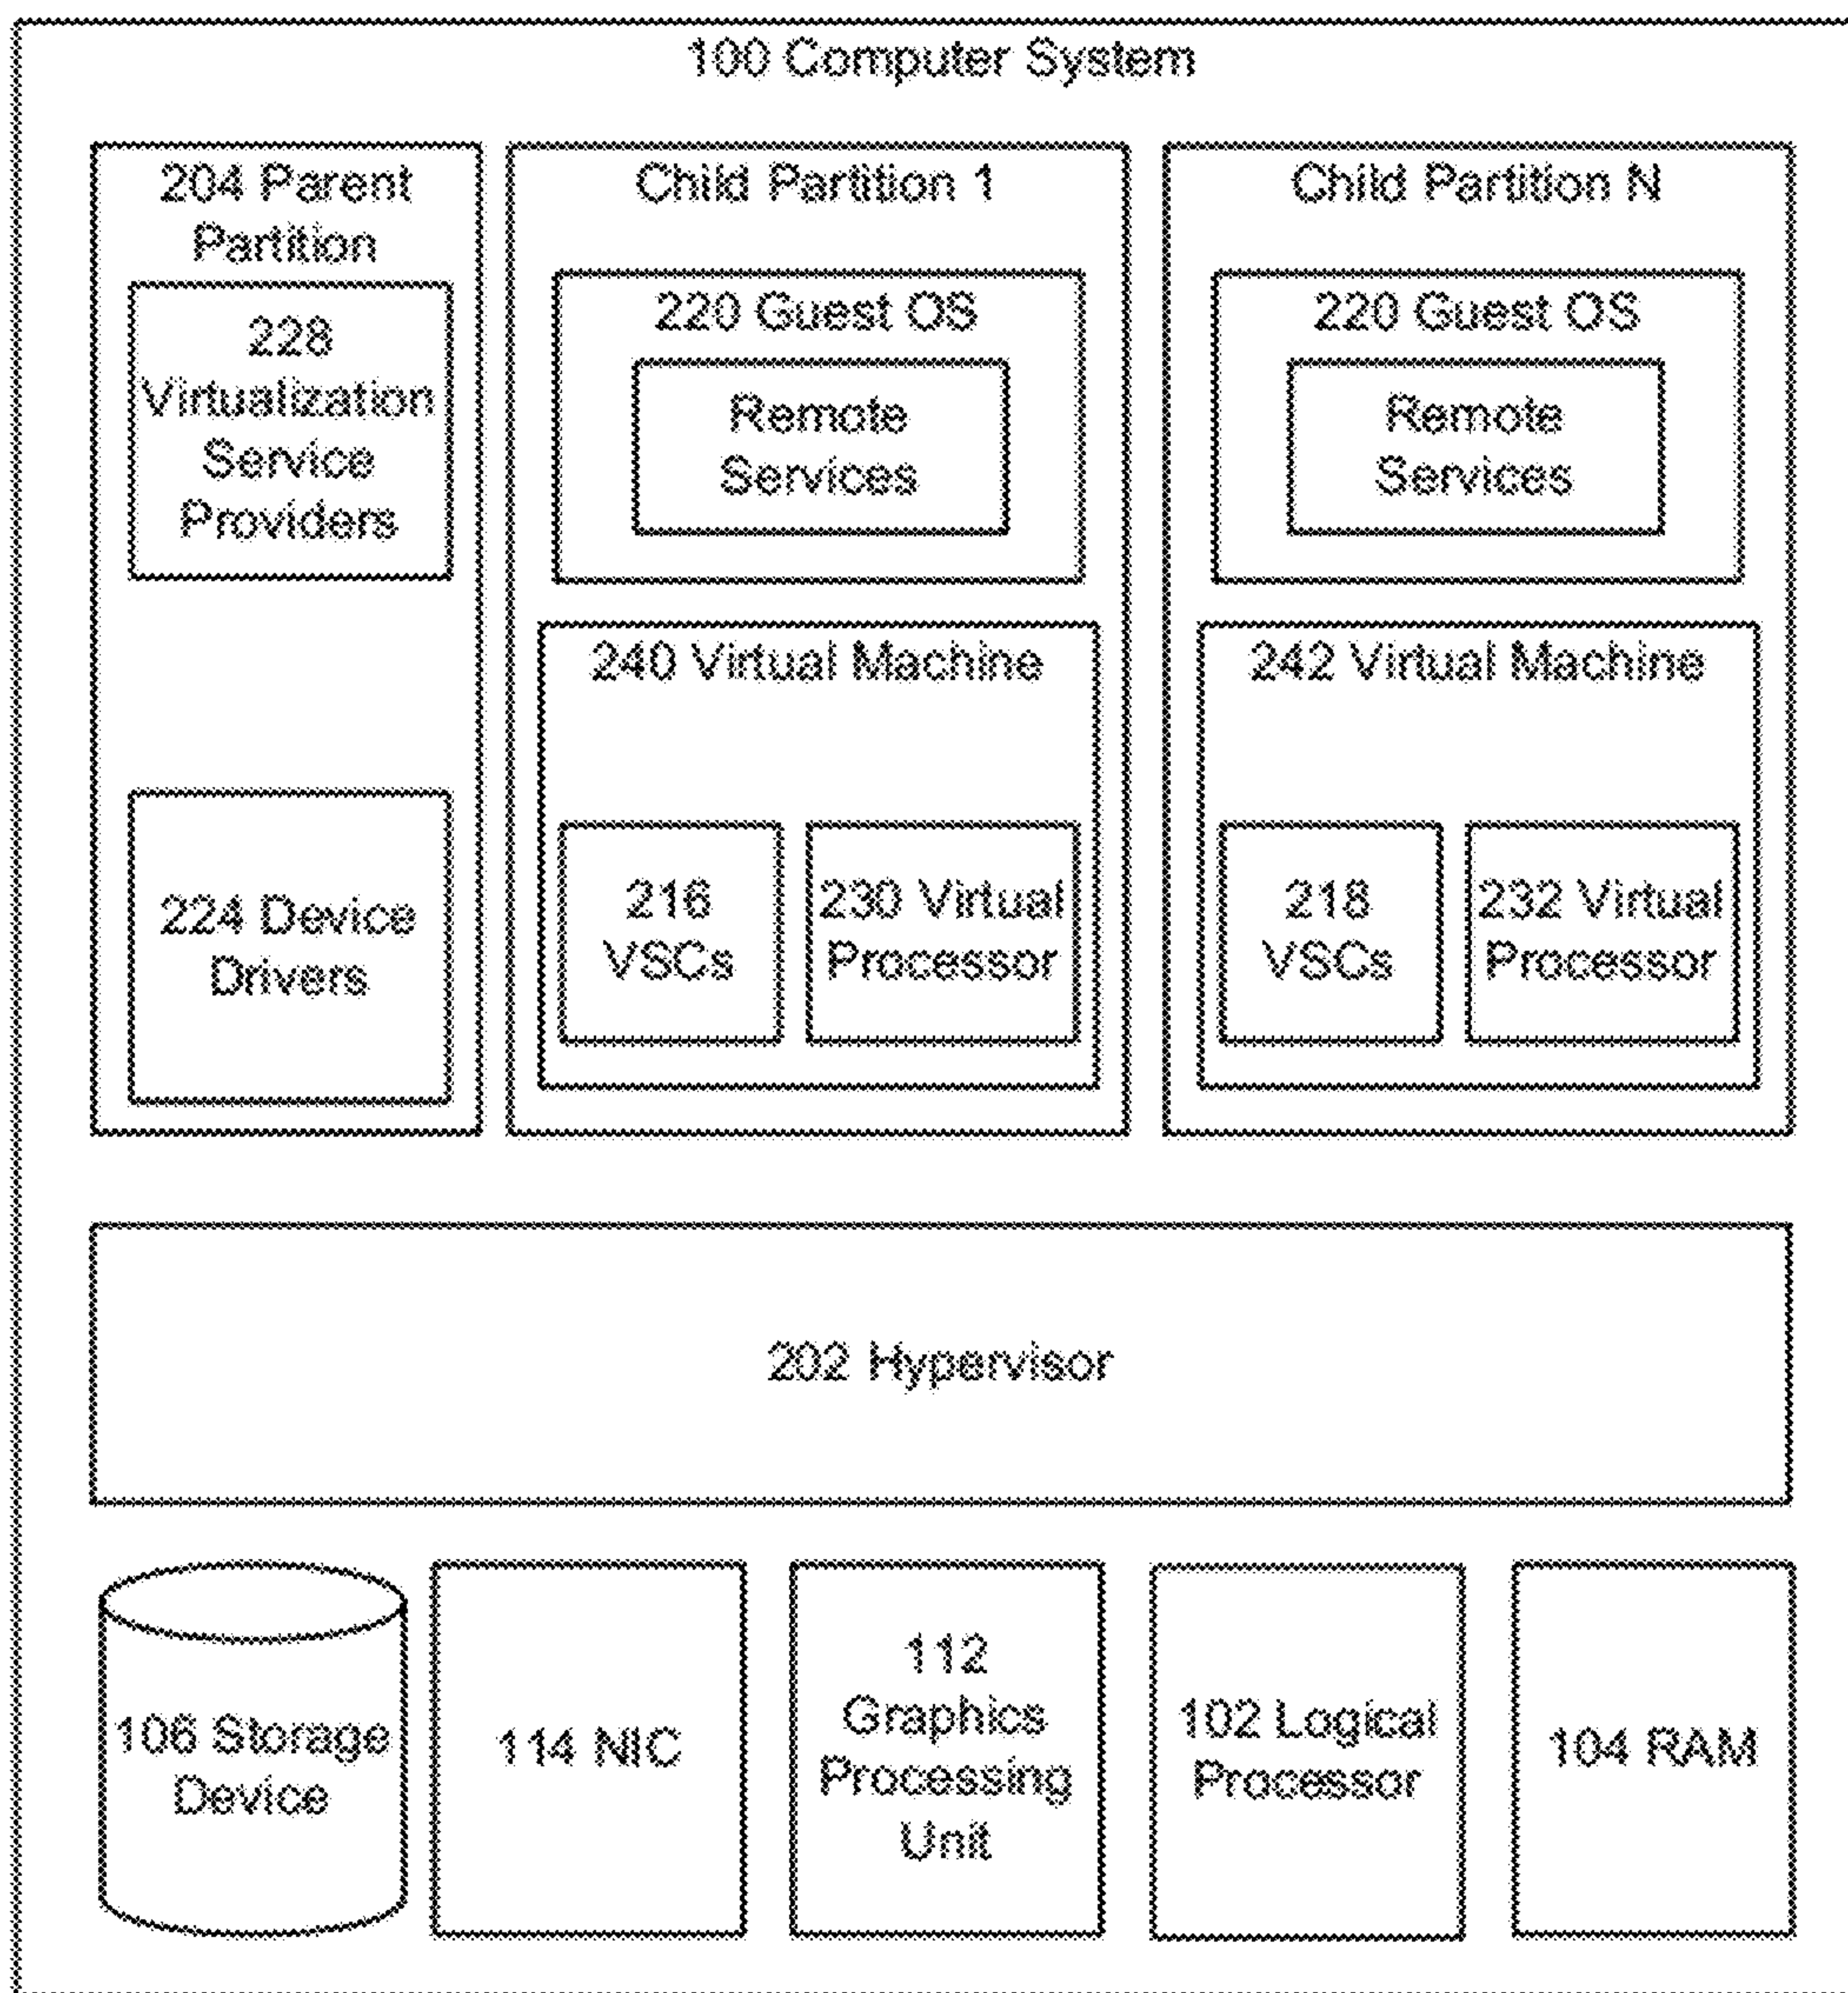 100 Computer System
204 Parent
Partition
228
Virtualization
Service
Providers
224 Device
Drivers
Child Partition 1
220 Guest OS
Remote
Services
240 Virtual Machine
216
VSCs
230 Virtual
Processor
Child Partition N
220 Guest OS
Remote
Services
242 Virtual Machine
218
VSCs
232 Virtual
Processor
202 Hypervisor
106 Storage
Device
114 NIC
112
Graphics
Processing
Unit
102 Logical
Processor
104 RAM